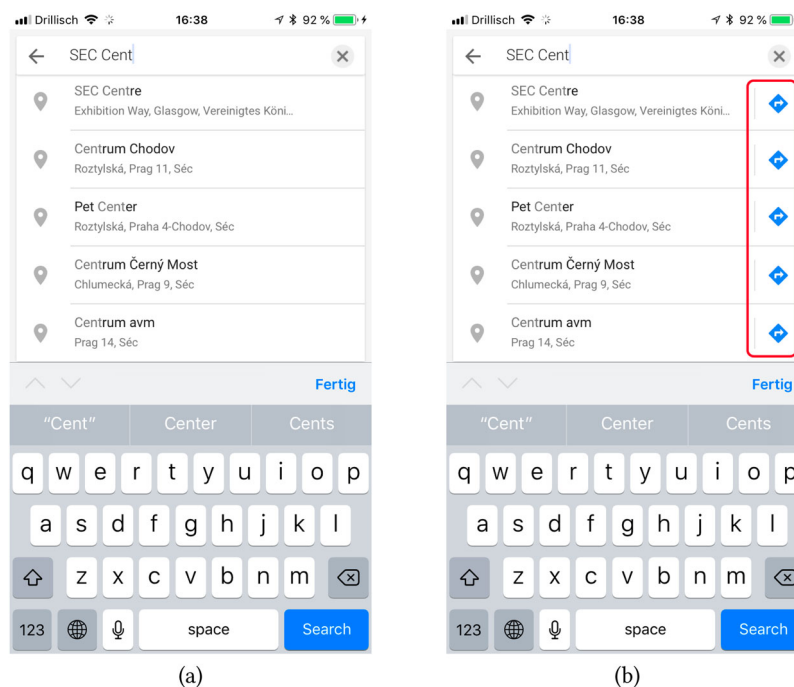 Drillisch 16:38 92 %
SEC Cent
SEC Centre
Exhibition Way, Glasgow, Vereinigtes Köni...
Centrum Chodov
Roztylská, Prag 11, Séc
Pet Center
Roztylská, Praha 4-Chodov, Séc
Centrum Černý Most
Chlumecká, Prag 9, Séc
Centrum avm
Prag 14, Séc
Fertig
"Cent" Center Cents
q w e r t y u i o p
a s d f g h j k l
z x c v b n m
123 space Search
(a)
Drillisch 16:38 92 %
SEC Cent
SEC Centre
Exhibition Way, Glasgow, Vereinigtes Köni...
Centrum Chodov
Roztylská, Prag 11, Séc
Pet Center
Roztylská, Praha 4-Chodov, Séc
Centrum Černý Most
Chlumecká, Prag 9, Séc
Centrum avm
Prag 14, Séc
Fertig
"Cent" Center Cents
q w e r t y u i o p
a s d f g h j k l
z x c v b n m
123 space Search
(b)